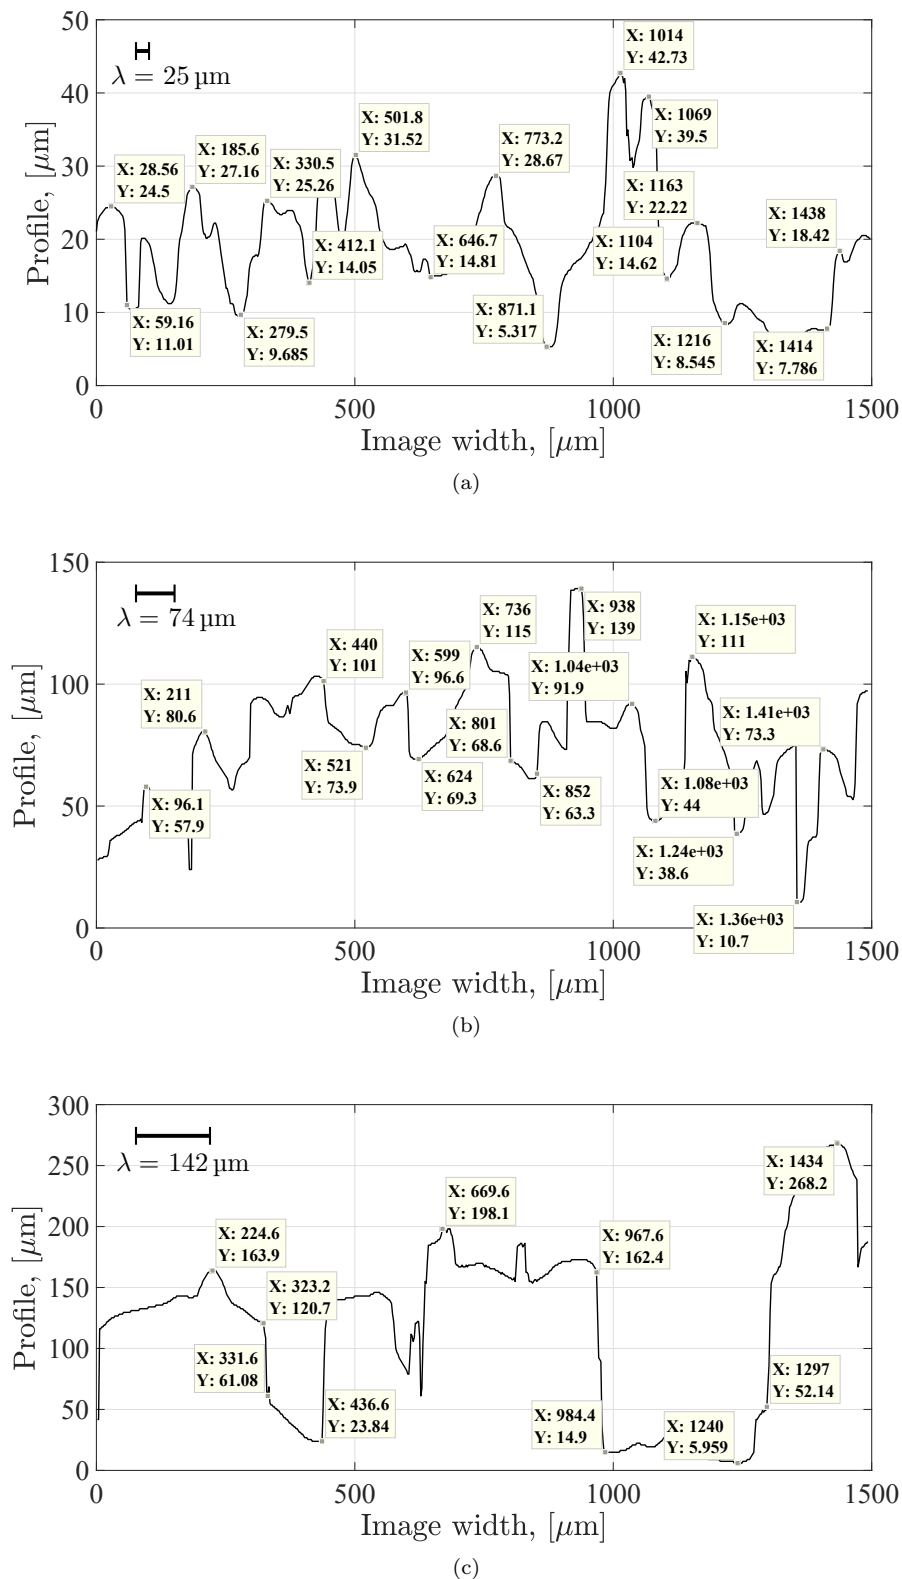 50
40
30
20
10
0
Profile, [μm]
λ = 25 μm
X: 28.56
Y: 24.5
X: 59.16
Y: 11.01
X: 185.6
Y: 27.16
X: 279.5
Y: 9.685
X: 330.5
Y: 25.26
X: 412.1
Y: 14.05
X: 501.8
Y: 31.52
X: 646.7
Y: 14.81
X: 773.2
Y: 28.67
X: 871.1
Y: 5.317
X: 1014
Y: 42.73
X: 1069
Y: 39.5
X: 1163
Y: 22.22
X: 1104
Y: 14.62
X: 1216
Y: 8.545
X: 1438
Y: 18.42
X: 1414
Y: 7.786
0 500 1000 1500
Image width, [μm]
(a)
150
100
50
0
Profile, [μm]
λ = 74 μm
X: 96.1
Y: 57.9
X: 211
Y: 80.6
X: 440
Y: 101
X: 521
Y: 73.9
X: 599
Y: 96.6
X: 624
Y: 69.3
X: 736
Y: 115
X: 801
Y: 68.6
X: 852
Y: 63.3
X: 938
Y: 139
X: 1.04e+03
Y: 91.9
X: 1.08e+03
Y: 44
X: 1.15e+03
Y: 111
X: 1.24e+03
Y: 38.6
X: 1.41e+03
Y: 73.3
X: 1.36e+03
Y: 10.7
0 500 1000 1500
Image width, [μm]
(b)
300
250
200
150
100
50
0
Profile, [μm]
λ = 142 μm
X: 224.6
Y: 163.9
X: 323.2
Y: 120.7
X: 331.6
Y: 61.08
X: 436.6
Y: 23.84
X: 669.6
Y: 198.1
X: 967.6
Y: 162.4
X: 984.4
Y: 14.9
X: 1240
Y: 5.959
X: 1297
Y: 52.14
X: 1434
Y: 268.2
0 500 1000 1500
Image width, [μm]
(c)